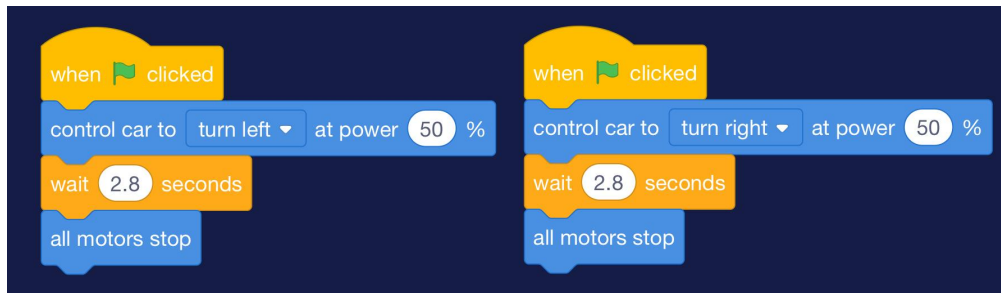 when clicked
control car to turn left at power 50 %
wait 2.8 seconds
all motors stop
when clicked
control car to turn right at power 50 %
wait 2.8 seconds
all motors stop